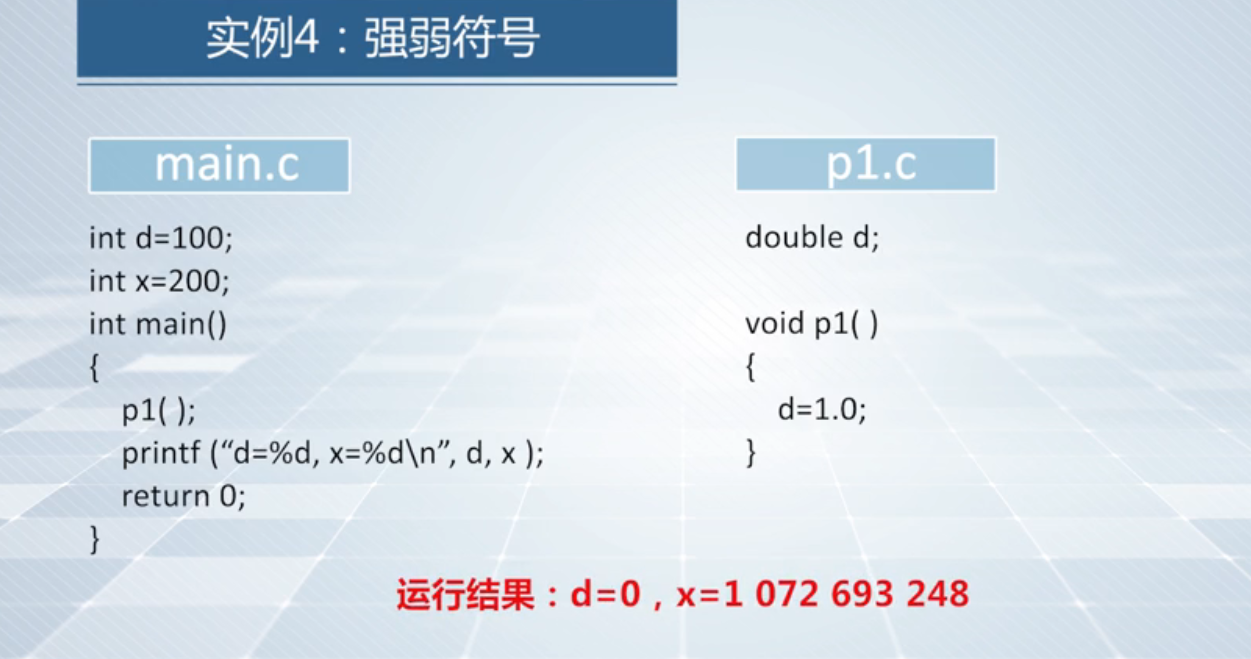 实例4：强弱符号
main.c
int d=100;
int x=200;
int main()
{
p1( );
printf (“d=%d, x=%d\n”, d, x );
return 0;
}
p1.c
double d;
void p1( )
{
d=1.0;
}
运行结果：d=0，x=1 072 693 248